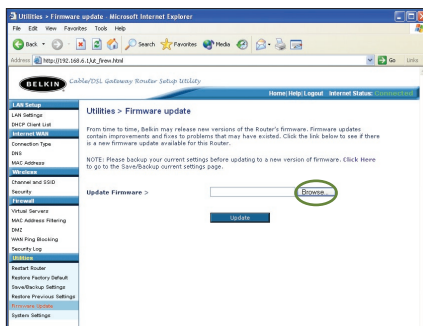 Utilities > Firmware update - Microsoft Internet Explorer
File Edit View Favorites Tools Help
Back Search Favorites Media
Address http://192.168.6.1/ut_firew.html Go Links
BELKIN Cable/DSL Gateway Router Setup Utility
Home|Help|Logout Internet Status: Connected
LAN Setup
LAN Settings
DHCP Client List
Internet WAN
Connection Type
DNS
MAC Address
Wireless
Channel and SSID
Security
Firewall
Virtual Servers
MAC Address Filtering
DMZ
WAN Ping Blocking
Security Log
Utilities
Restart Router
Restore Factory Default
Save/Backup Settings
Restore Previous Settings
Firmware Update
System Settings
Utilities > Firmware update
From time to time, Belkin may release new versions of the Router's firmware. Firmware updates
contain improvements and fixes to problems that may have existed. Click the link below to see if there
is a new firmware update available for this Router.
NOTE: Please backup your current settings before updating to a new version of firmware. Click Here
to go to the Save/Backup current settings page.
Update Firmware > Browse...
Update